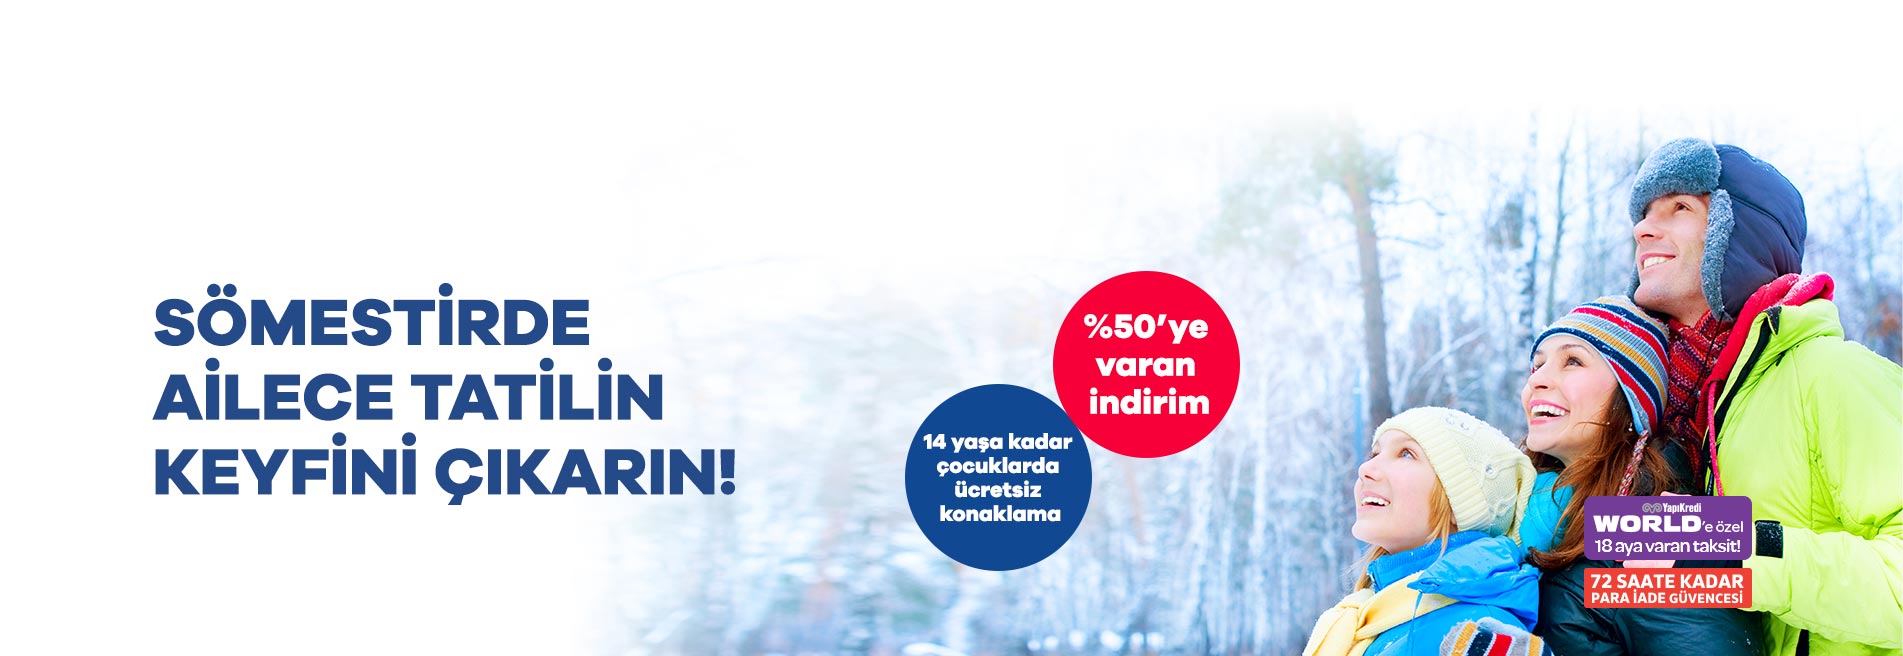 SÖMESTİRDE
AİLECE TATİLİN
KEYFİNİ ÇIKARIN!
%50'ye
varan
indirim
14 yaşa kadar
çocuklarda
ücretsiz
konaklama
YapıKredi
WORLD'e özel
18 aya varan taksit!
72 SAATE KADAR
PARA İADE GÜVENCESİ